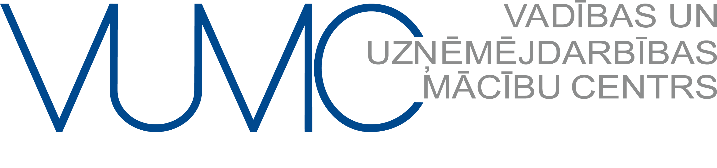 VUMC
VADĪBAS UN
UZŅĒMĒJDARBĪBAS
MĀCĪBU CENTRS